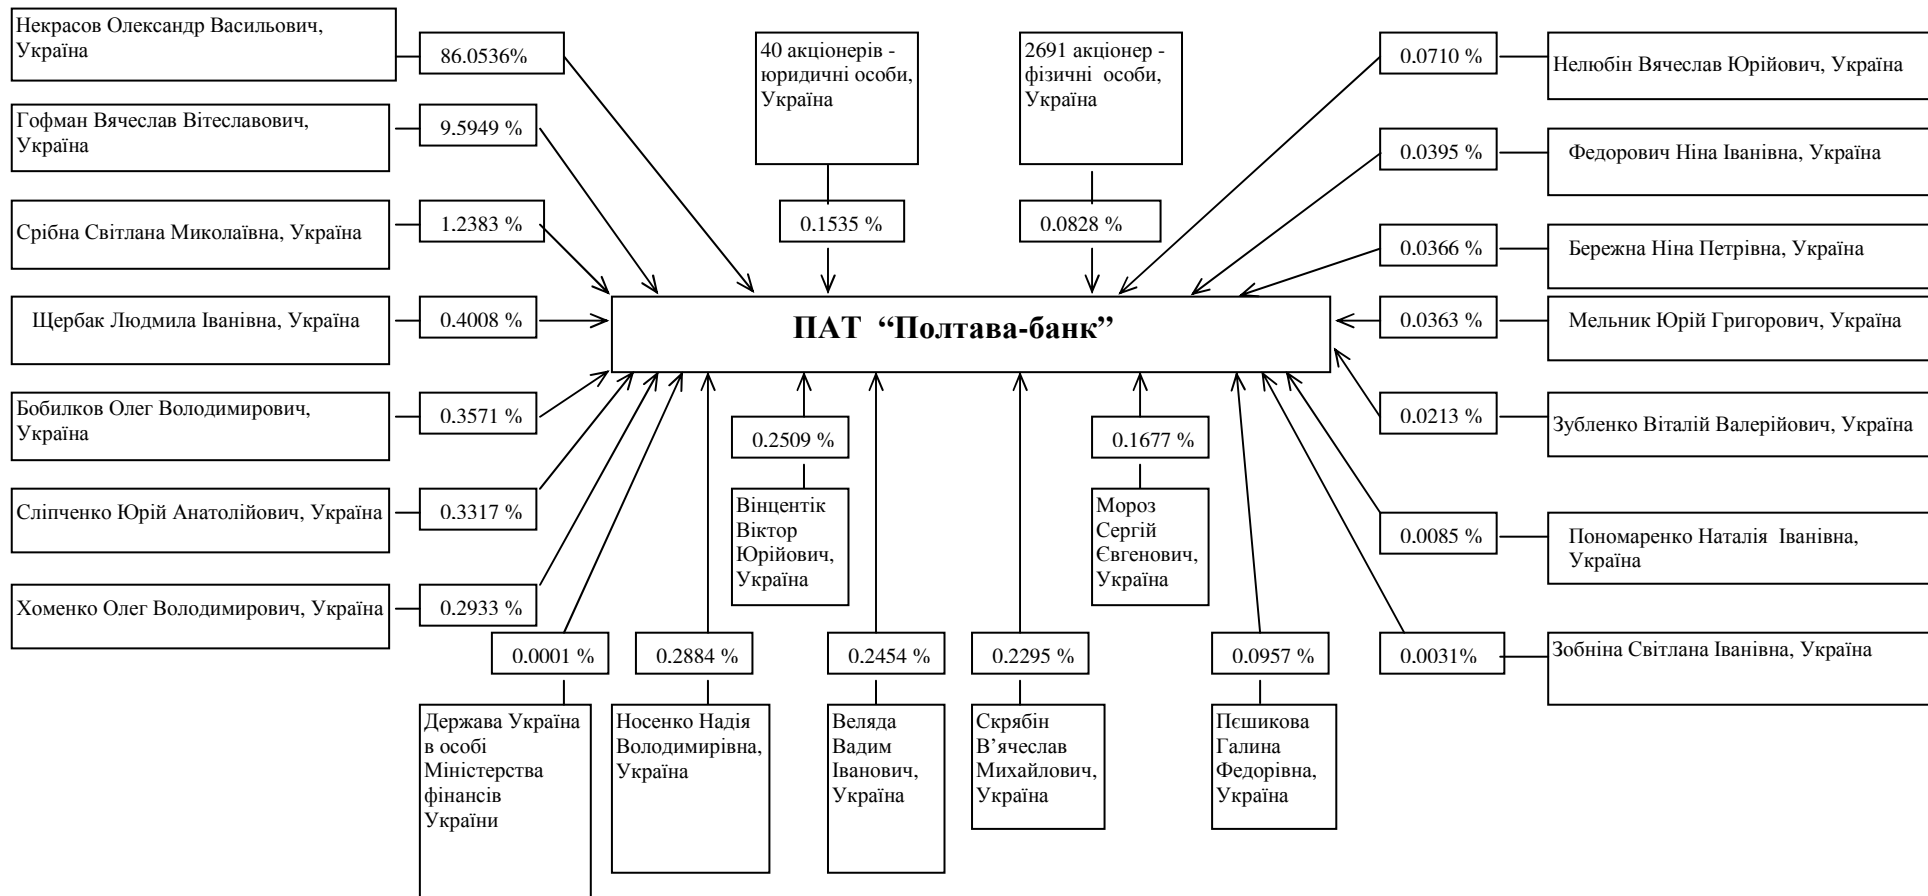 Некрасов Олександр Васильович,
Україна
86.0536%
Гофман Вячеслав Вітеславович,
Україна
9.5949 %
Срібна Світлана Миколаївна, Україна
1.2383 %
Щербак Людмила Іванівна, Україна
0.4008 %
Бобилков Олег Володимирович,
Україна
0.3571 %
Сліпченко Юрій Анатолійович, Україна
0.3317 %
Хоменко Олег Володимирович, Україна
0.2933 %
40 акціонерів -
юридичні особи,
Україна
0.1535 %
2691 акціонер -
фізичні особи,
Україна
0.0828 %
ПАТ “Полтава-банк”
0.0710 %
Нелюбін Вячеслав Юрійович, Україна
0.0395 %
Федорович Ніна Іванівна, Україна
0.0366 %
Бережна Ніна Петрівна, Україна
0.0363 %
Мельник Юрій Григорович, Україна
0.0213 %
Зубленко Віталій Валерійович, Україна
0.0085 %
Пономаренко Наталія Іванівна,
Україна
0.0031%
Зобніна Світлана Іванівна, Україна
0.2509 %
Вінцентік
Віктор
Юрійович,
Україна
0.1677 %
Мороз
Сергій
Євгенович,
Україна
0.0001 %
Держава Україна
в особі
Міністерства
фінансів
України
0.2884 %
Носенко Надія
Володимирівна,
Україна
0.2454 %
Веляда
Вадим
Іванович,
Україна
0.2295 %
Скрябін
В’ячеслав
Михайлович,
Україна
0.0957 %
Пєшикова
Галина
Федорівна,
Україна